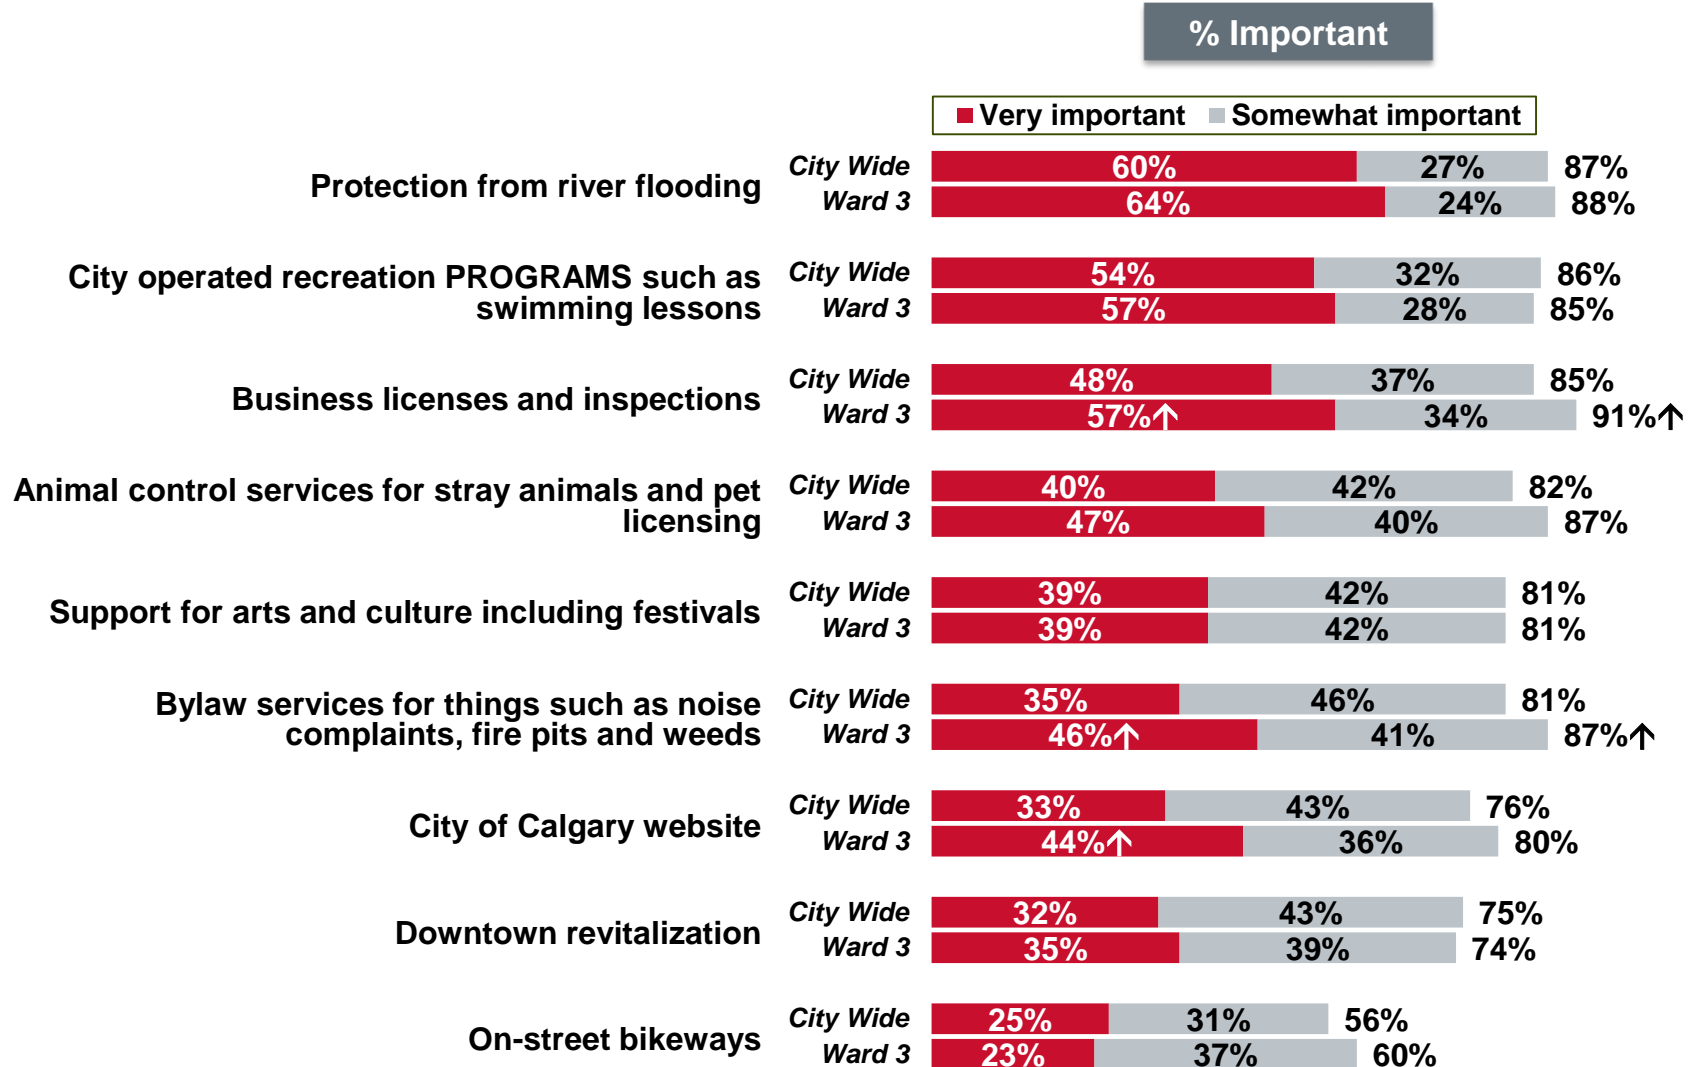 % Important
Very important Somewhat important
Protection from river flooding
City Wide 60% 27% 87%
Ward 3 64% 24% 88%
City operated recreation PROGRAMS such as
swimming lessons
City Wide 54% 32% 86%
Ward 3 57% 28% 85%
Business licenses and inspections
City Wide 48% 37% 85%
Ward 3 57%↑ 34% 91%↑
Animal control services for stray animals and pet
licensing
City Wide 40% 42% 82%
Ward 3 47% 40% 87%
Support for arts and culture including festivals
City Wide 39% 42% 81%
Ward 3 39% 42% 81%
Bylaw services for things such as noise
complaints, fire pits and weeds
City Wide 35% 46% 81%
Ward 3 46%↑ 41% 87%↑
City of Calgary website
City Wide 33% 43% 76%
Ward 3 44%↑ 36% 80%
Downtown revitalization
City Wide 32% 43% 75%
Ward 3 35% 39% 74%
On-street bikeways
City Wide 25% 31% 56%
Ward 3 23% 37% 60%